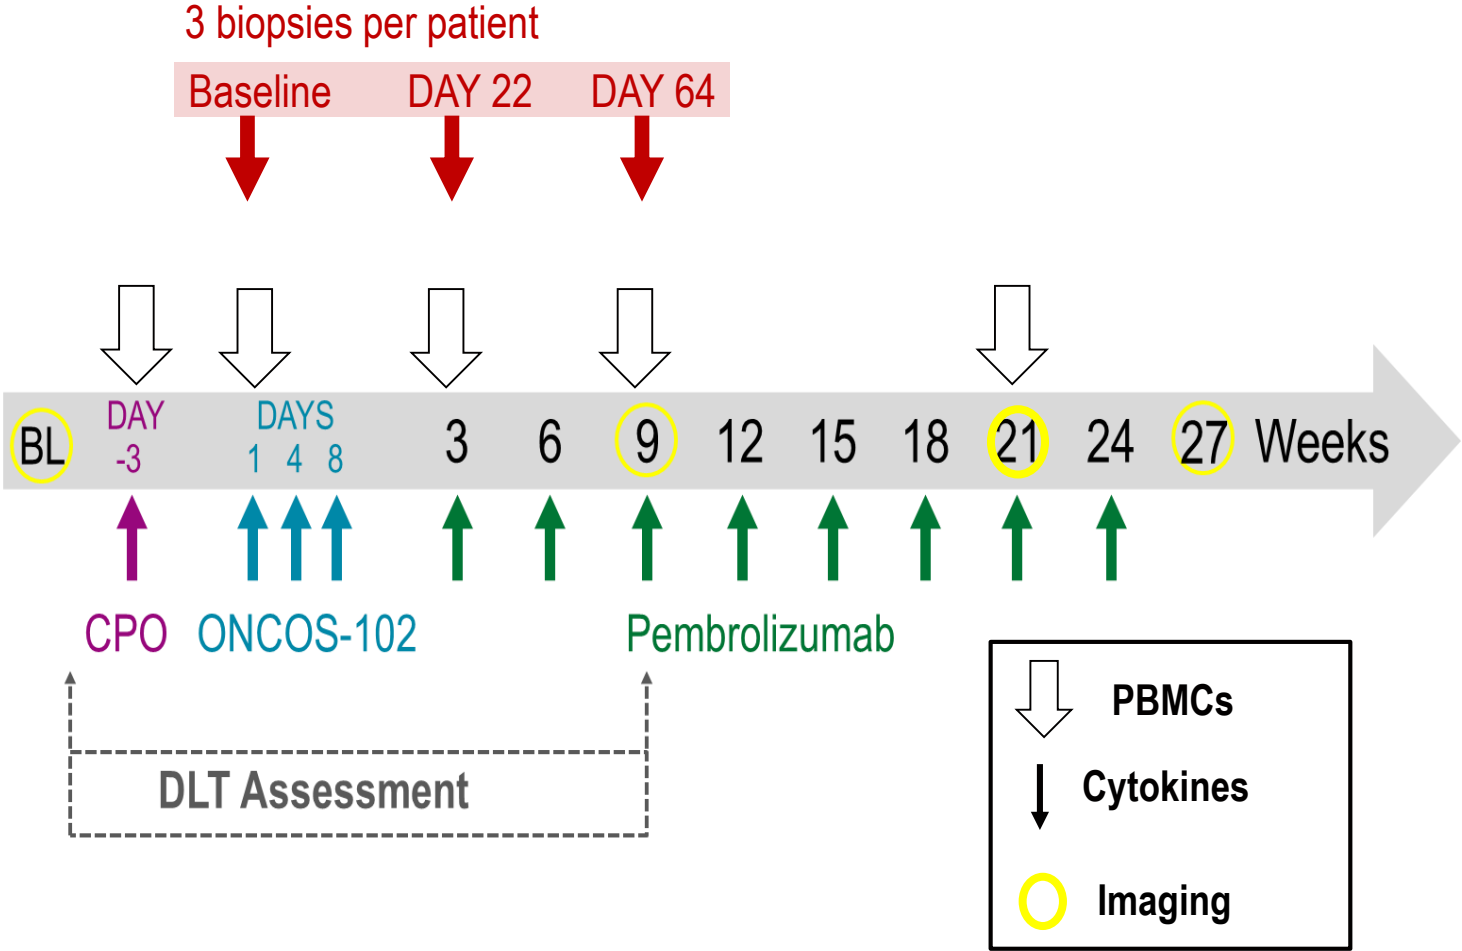 3 biopsies per patient
Baseline DAY 22 DAY 64
BL DAY -3 DAYS 1 4 8 3 6 9 12 15 18 21 24 27 Weeks
CPO ONCOS-102 Pembrolizumab
DLT Assessment
PBMCs
Cytokines
Imaging